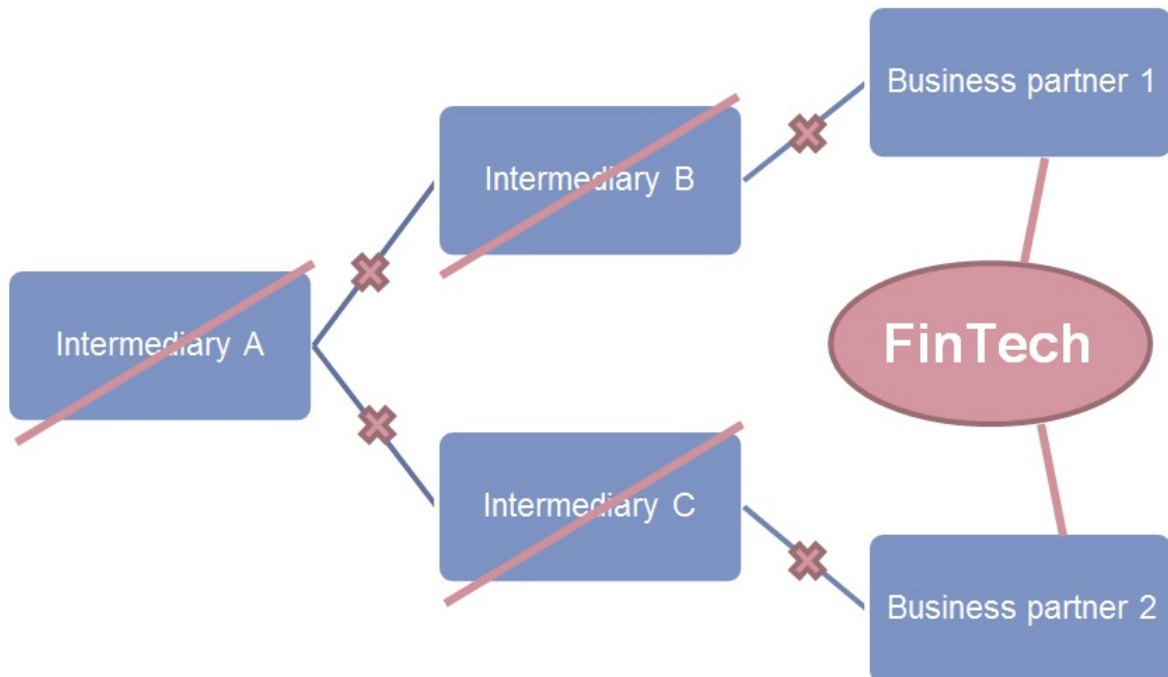 Business partner 1
Intermediary B
Intermediary A
FinTech
Intermediary C
Business partner 2